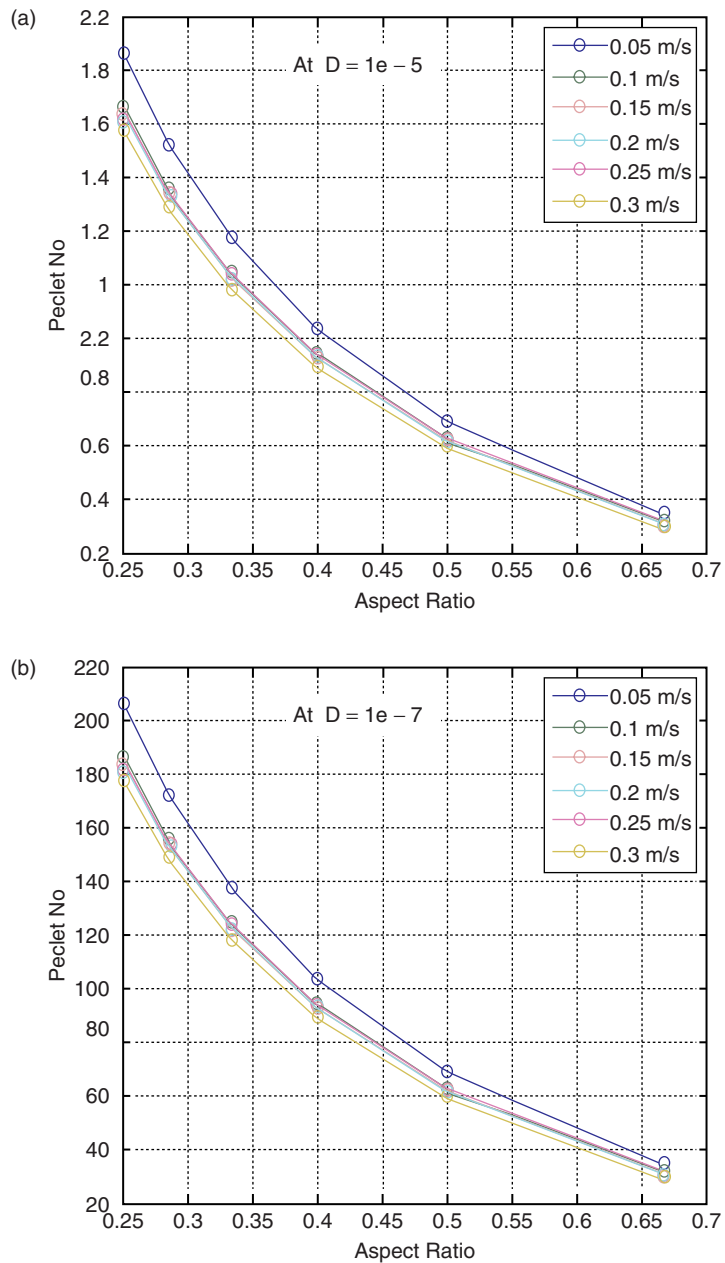 (a)
2.2
1.8
1.6
1.4
1.2
1
2.2
0.8
0.6
0.4
0.2
Peclet No
At D = 1e − 5
0.05 m/s
0.1 m/s
0.15 m/s
0.2 m/s
0.25 m/s
0.3 m/s
0.25 0.3 0.35 0.4 0.45 0.5 0.55 0.6 0.65 0.7
Aspect Ratio
(b)
220
200
180
160
140
120
100
80
60
40
20
Peclet No
At D = 1e − 7
0.05 m/s
0.1 m/s
0.15 m/s
0.2 m/s
0.25 m/s
0.3 m/s
0.25 0.3 0.35 0.4 0.45 0.5 0.55 0.6 0.65 0.7
Aspect Ratio